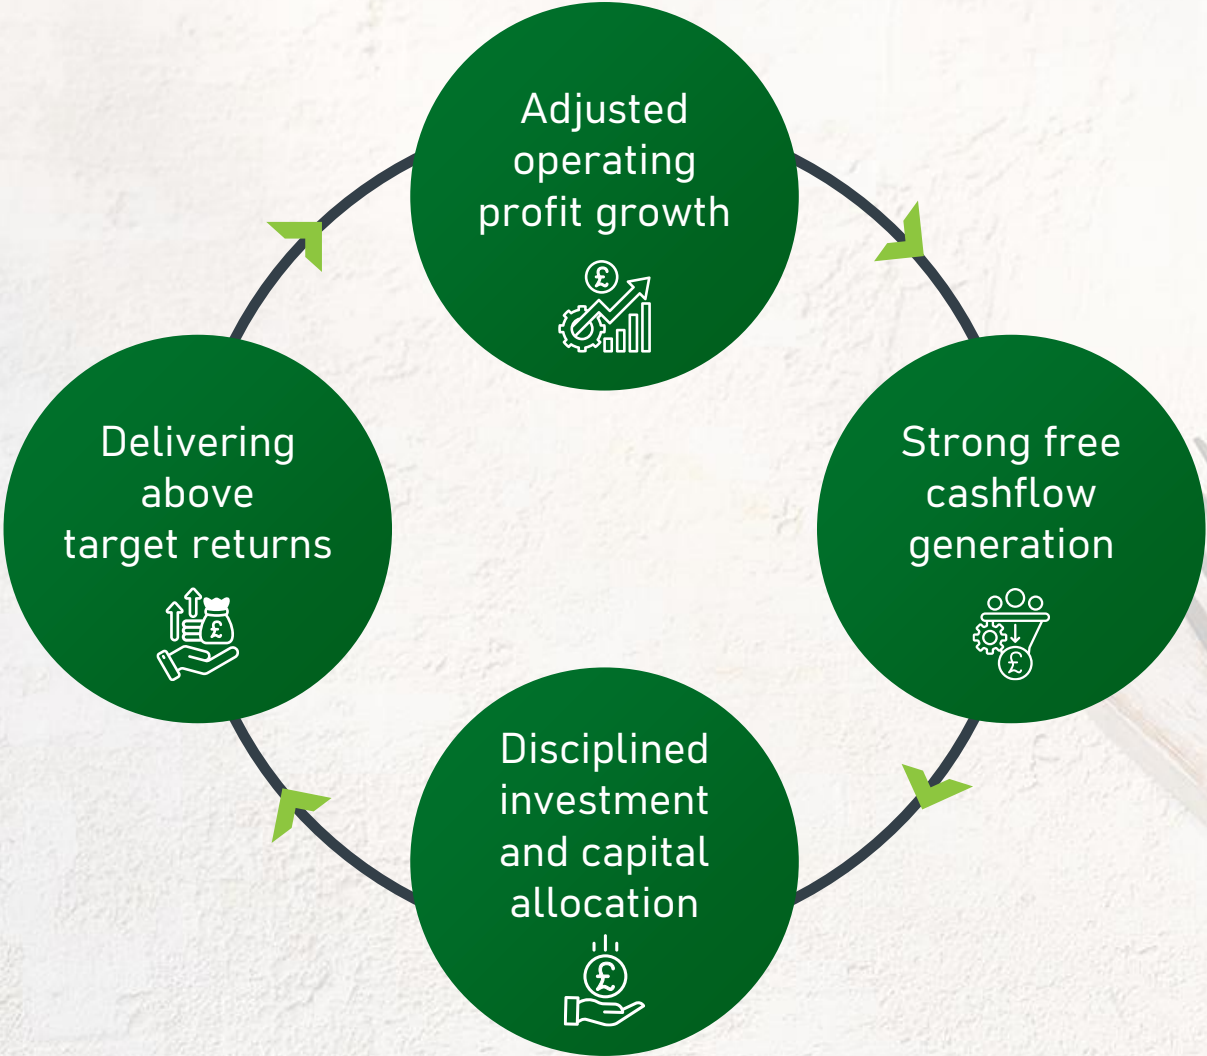 Adjusted
operating
profit growth
£
Strong free
cashflow
generation
£
Disciplined
investment
and capital
allocation
£
Delivering
above
target returns
£